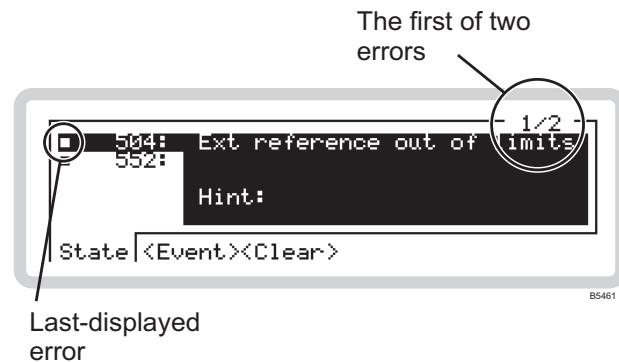 The first of two
errors
1/2
504: Ext reference out of limits
552:
Hint:
State <Event><Clear>
B5461
Last-displayed
error